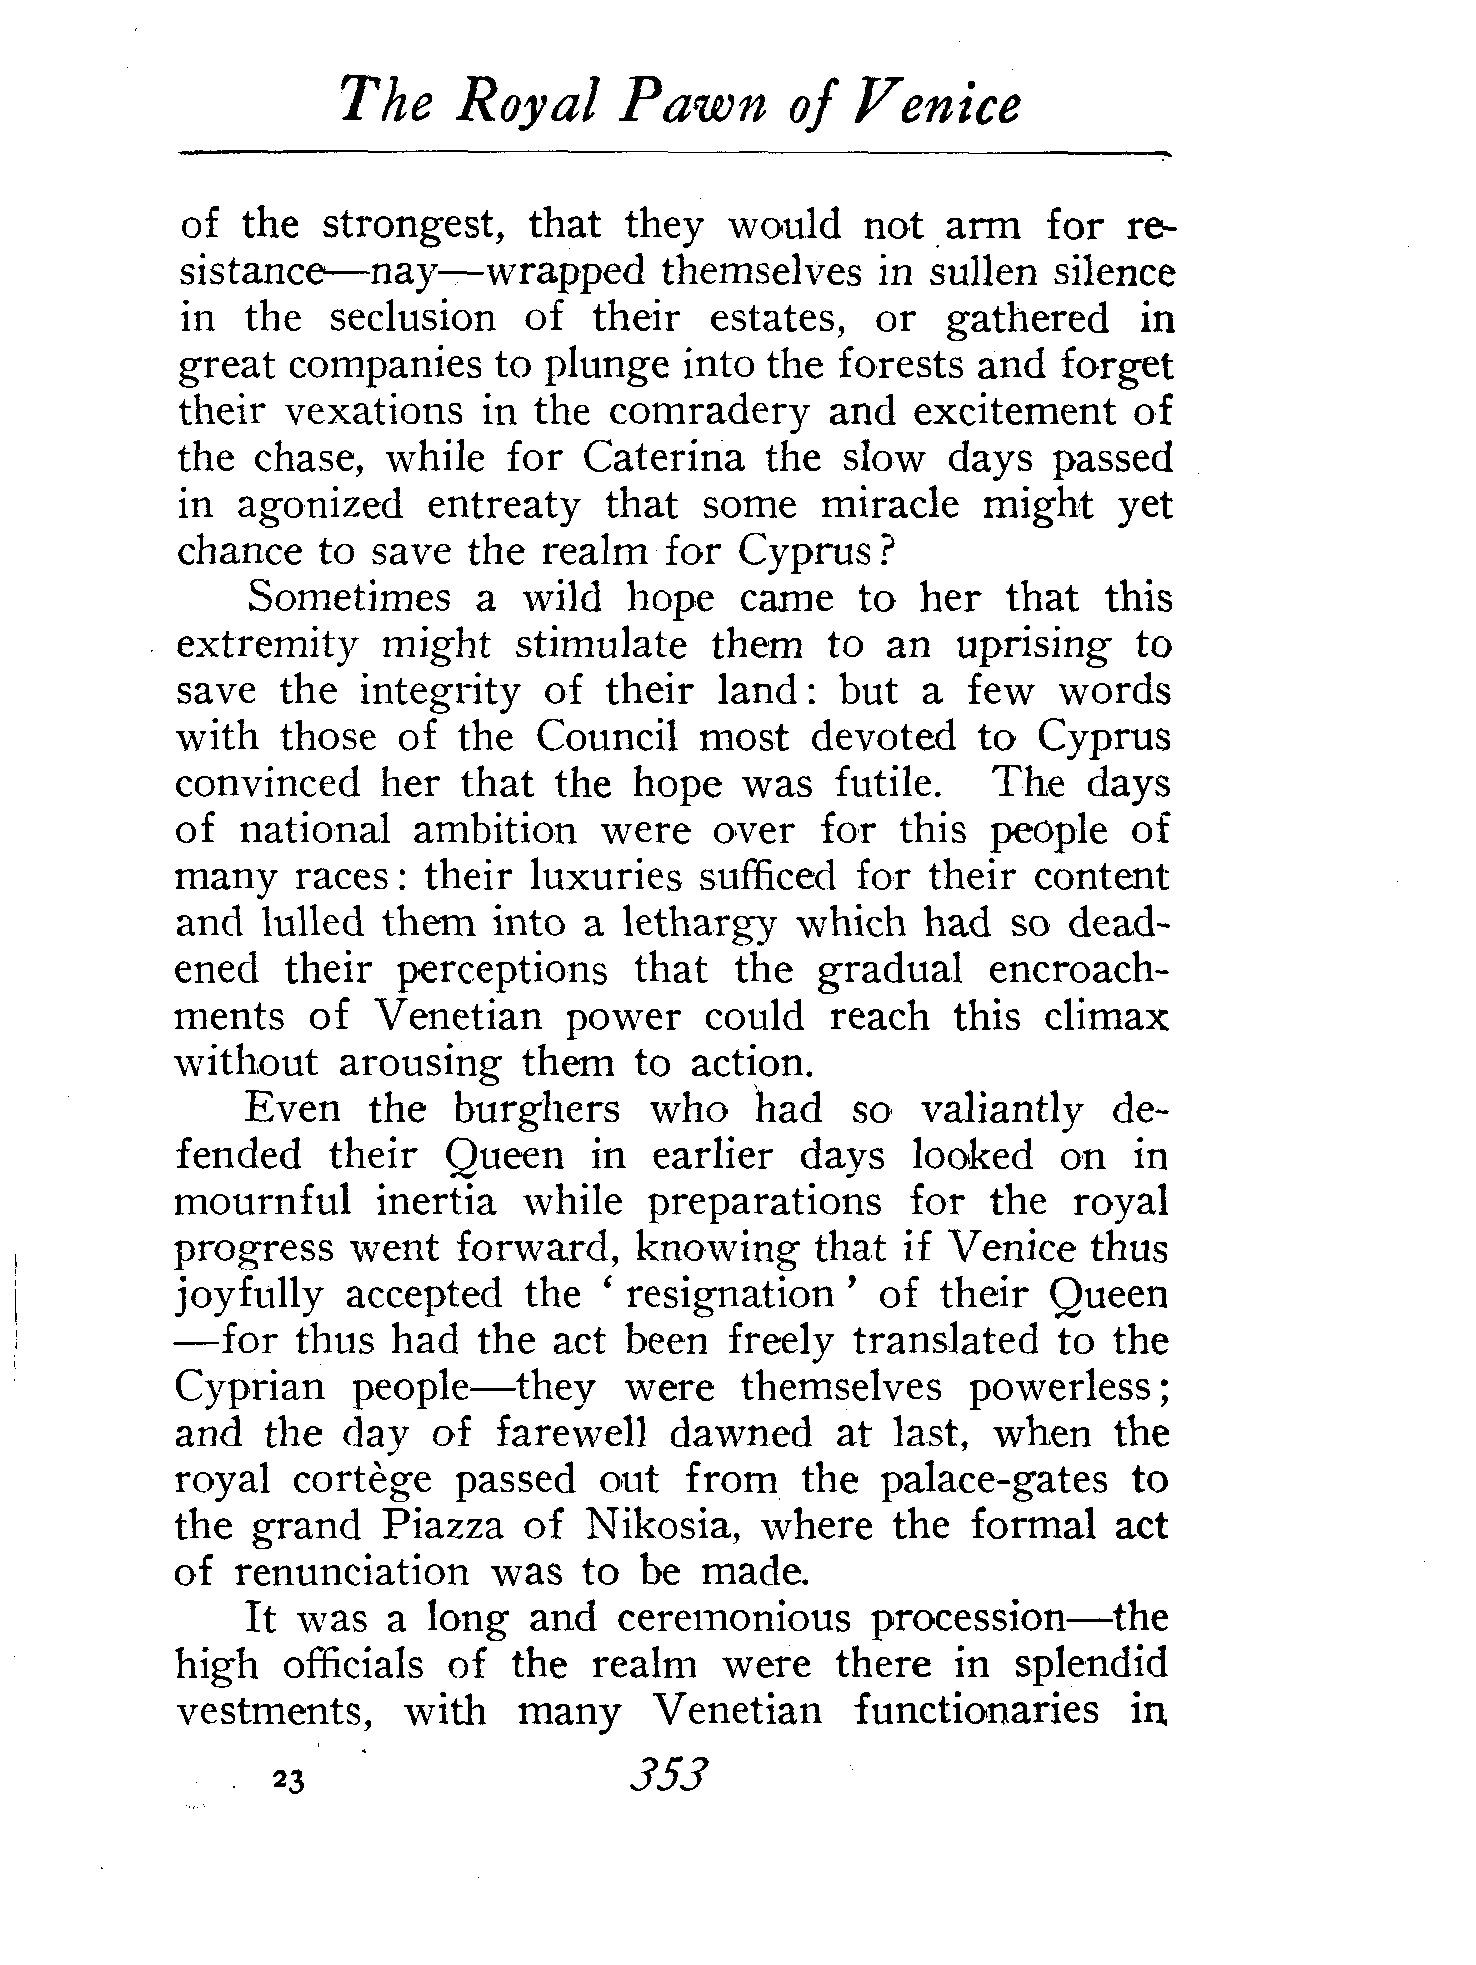 The Royal Pawn of Venice
of the strongest, that they would not arm for re-
sistance—nay—wrapped themselves in sullen silence
in the seclusion of their estates, or gathered in
great companies to plunge into the forests and forget
their vexations in the comradery and excitement of
the chase, while for Caterina the slow days passed
in agonized entreaty that some miracle might yet
chance to save the realm for Cyprus?
Sometimes a wild hope came to her that this
extremity might stimulate them to an uprising to
save the integrity of their land: but a few words
with those of the Council most devoted to Cyprus
convinced her that the hope was futile. The days
of national ambition were over for this people of
many races: their luxuries sufficed for their content
and lulled them into a lethargy which had so dead-
ened their perceptions that the gradual encroach-
ments of Venetian power could reach this climax
without arousing them to action.
Even the burghers who had so valiantly de-
fended their Queen in earlier days looked on in
mournful inertia while preparations for the royal
progress went forward, knowing that if Venice thus
joyfully accepted the ‘ resignation ’ of their Queen
—for thus had the act been freely translated to the
Cyprian people—they were themselves powerless;
and the day of farewell dawned at last, when the
royal cortège passed out from the palace-gates to
the grand Piazza of Nikosia, where the formal act
of renunciation was to be made.
It was a long and ceremonious procession—the
high officials of the realm were there in splendid
vestments, with many Venetian functionaries in
23 353